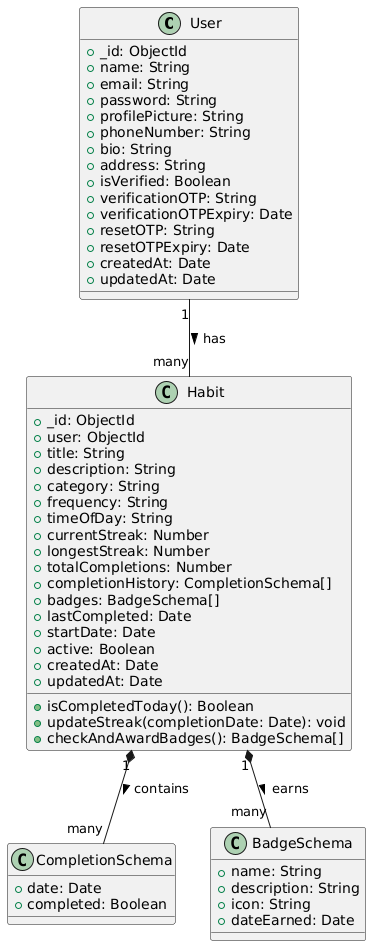 C User
_id: ObjectId
name: String
email: String
password: String
profilePicture: String
phoneNumber: String
bio: String
address: String
isVerified: Boolean
verificationOTP: String
verificationOTPExpiry: Date
resetOTP: String
resetOTPExpiry: Date
createdAt: Date
updatedAt: Date
1
has
many
C Habit
_id: ObjectId
user: ObjectId
title: String
description: String
category: String
frequency: String
timeOfDay: String
currentStreak: Number
longestStreak: Number
totalCompletions: Number
completionHistory: CompletionSchema[]
badges: BadgeSchema[]
lastCompleted: Date
startDate: Date
active: Boolean
createdAt: Date
updatedAt: Date
isCompletedToday(): Boolean
updateStreak(completionDate: Date): void
checkAndAwardBadges(): BadgeSchema[]
1
contains
many
1
earns
many
C CompletionSchema
date: Date
completed: Boolean
C BadgeSchema
name: String
description: String
icon: String
dateEarned: Date